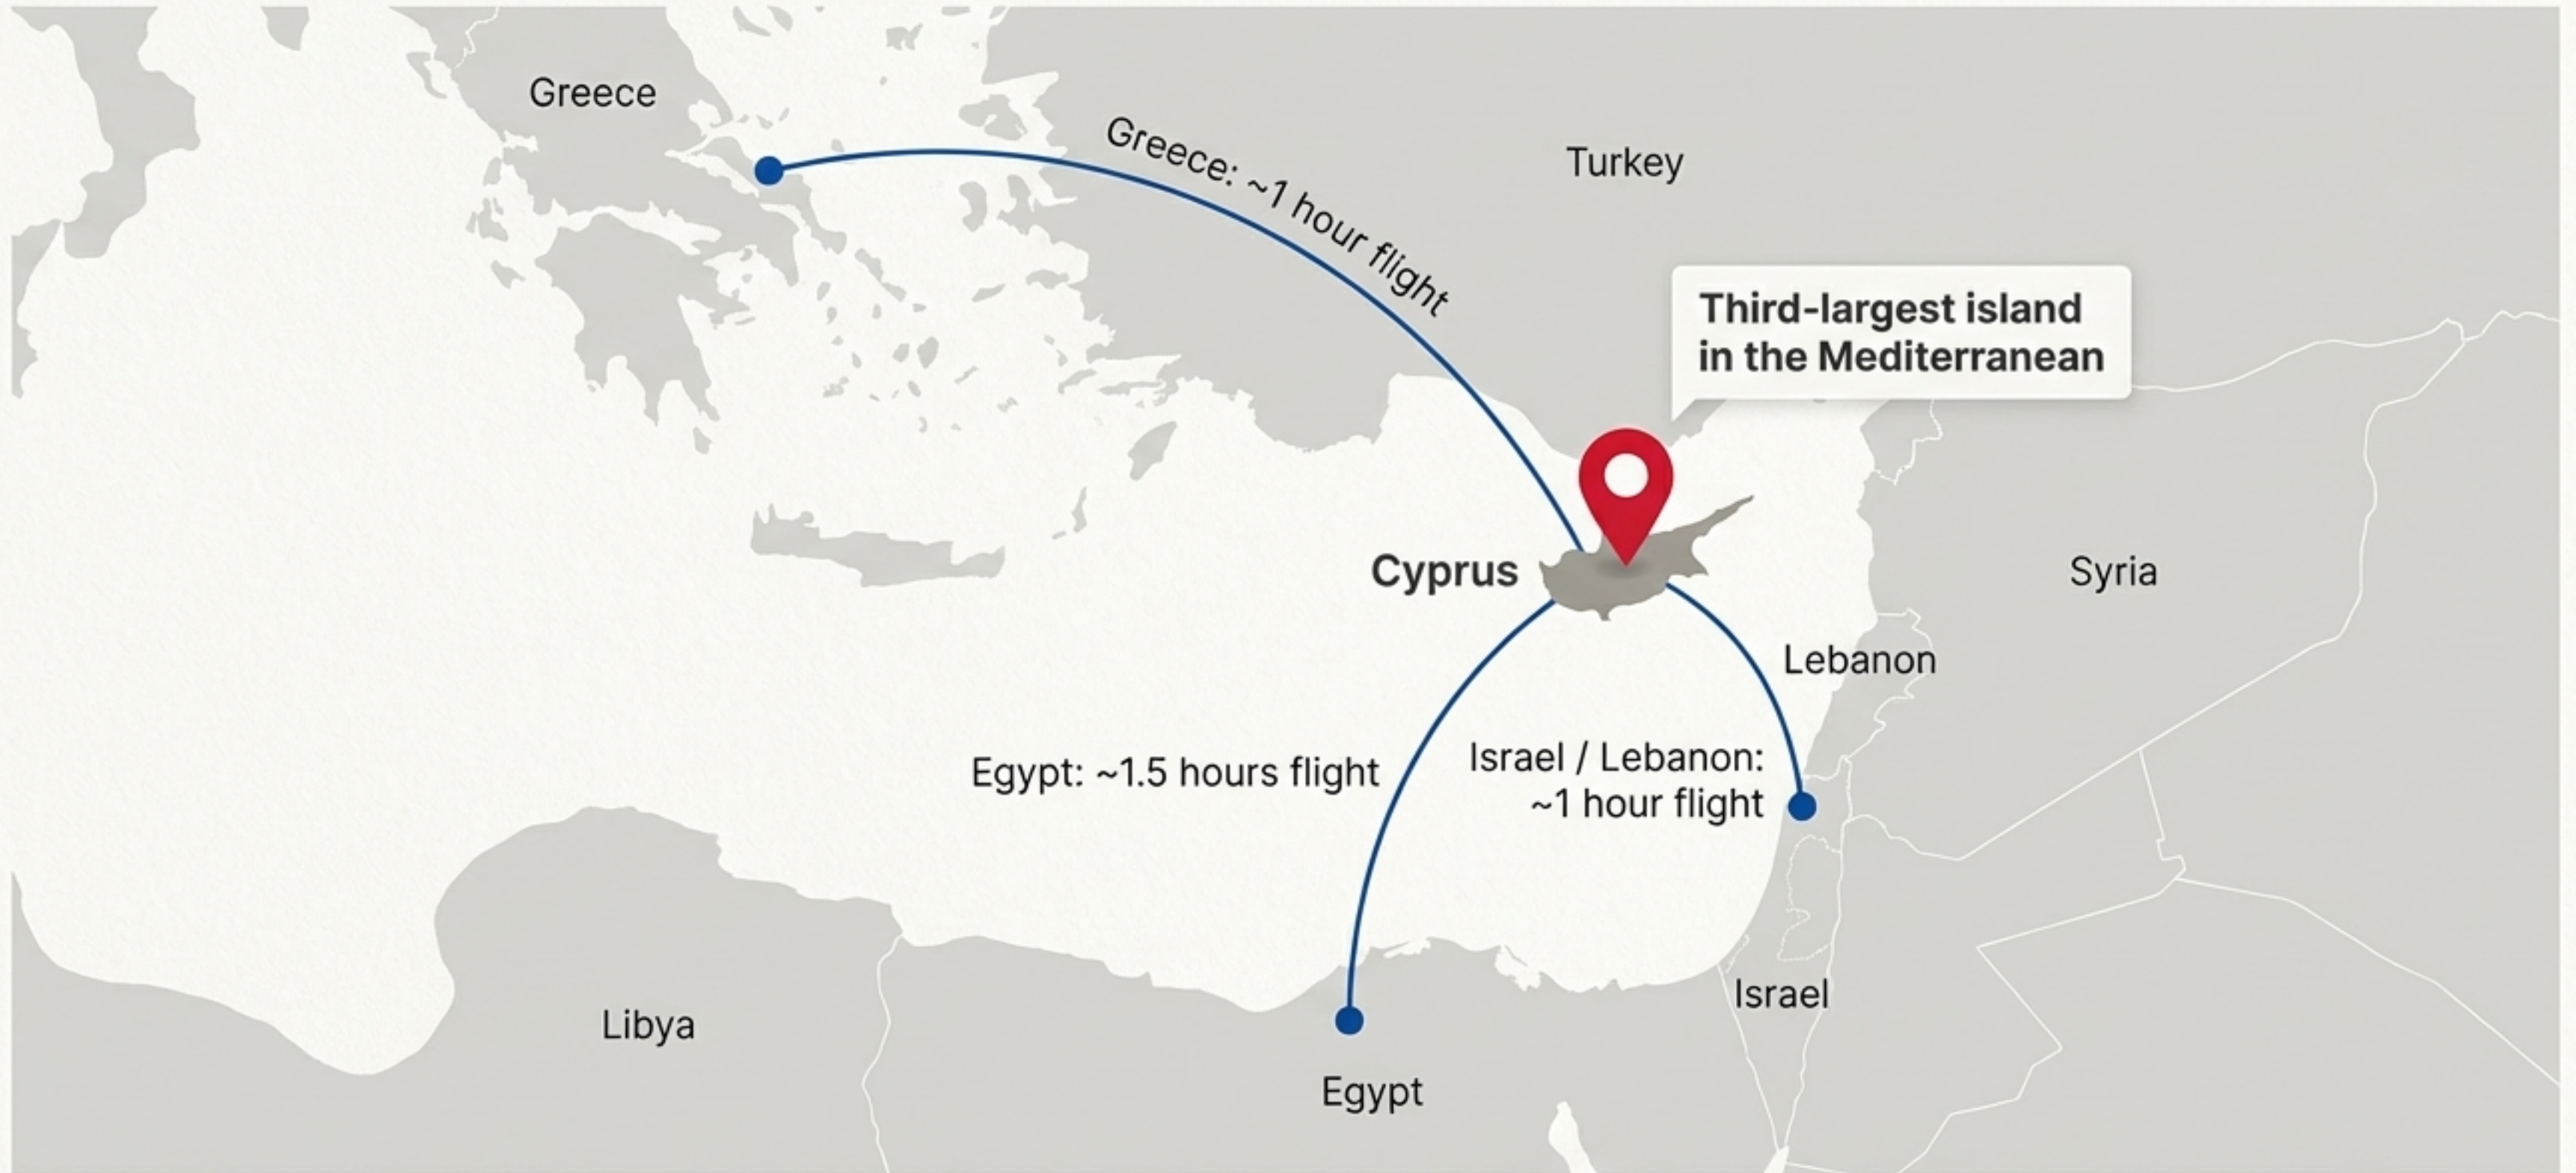 Greece
Greece: ~1 hour flight
Turkey
Third-largest island
in the Mediterranean
Cyprus
Syria
Lebanon
Egypt: ~1.5 hours flight
Israel / Lebanon:
~1 hour flight
Israel
Libya
Egypt